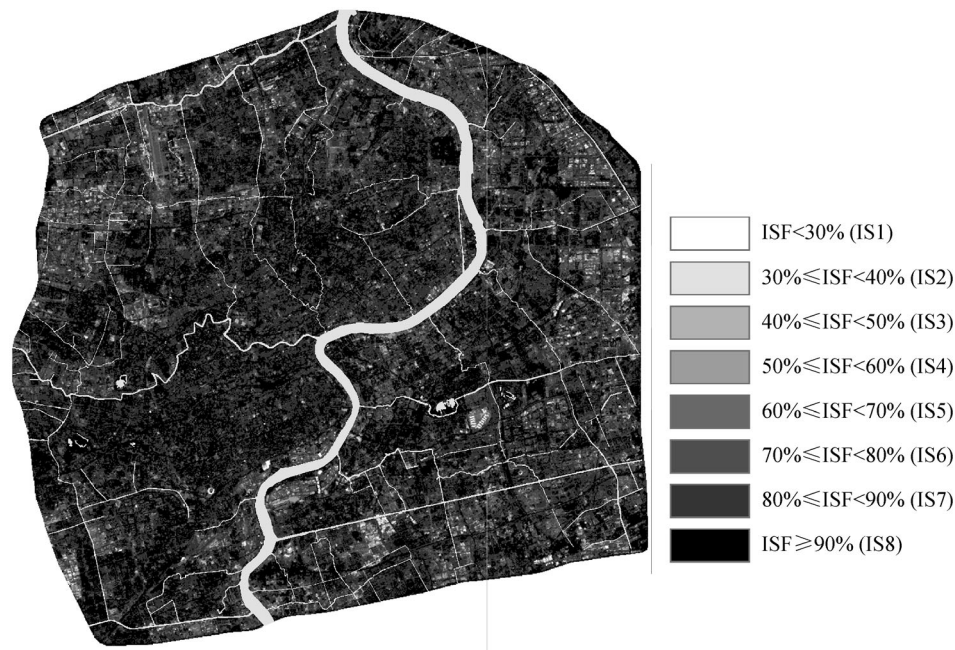 ISF<30% (IS1)
30%≤ISF<40% (IS2)
40%≤ISF<50% (IS3)
50%≤ISF<60% (IS4)
60%≤ISF<70% (IS5)
70%≤ISF<80% (IS6)
80%≤ISF<90% (IS7)
ISF≥90% (IS8)